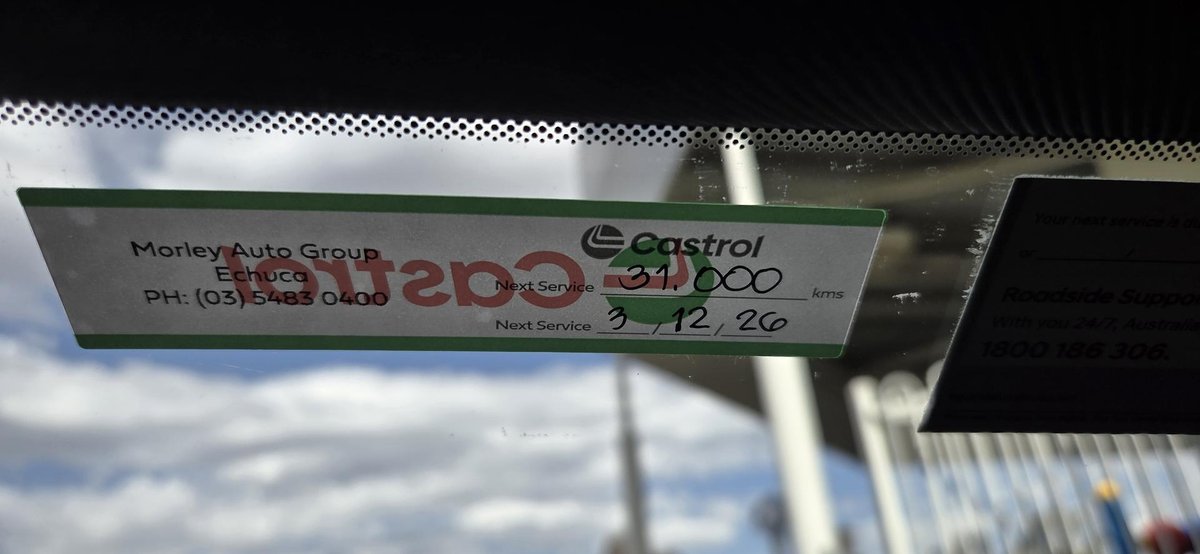 Morley Auto Group
Echuca
PH: (03) 5483 0400
Castrol
Castrol
Next Service 31.000 kms
Next Service 3 / 12 / 26
Your next service is
or
Roadside Suppo
With you 24/7, Australi
1800 186 306.